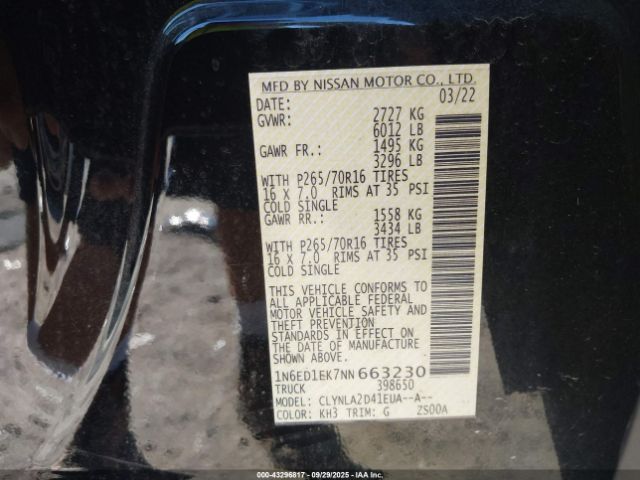 MFD BY NISSAN MOTOR CO., LTD.
DATE: 03/22
GVWR: 2727 KG
6012 LB
GAWR FR.: 1495 KG
3296 LB
WITH P265/70R16 TIRES
16 X 7.0 RIMS AT 35 PSI
COLD SINGLE
GAWR RR.: 1558 KG
3434 LB
WITH P265/70R16 TIRES
16 X 7.0 RIMS AT 35 PSI
COLD SINGLE
THIS VEHICLE CONFORMS TO
ALL APPLICABLE FEDERAL
MOTOR VEHICLE SAFETY AND
THEFT PREVENTION
STANDARDS IN EFFECT ON
THE DATE OF MANUFACTURE
SHOWN ABOVE.
1N6ED1EK7NN663230
TRUCK 398650
MODEL: CLYNLA2D41EUA--A--
COLOR: KH3 TRIM: G ZS00A
000-43296817 - 09/29/2025 - IAAI.com